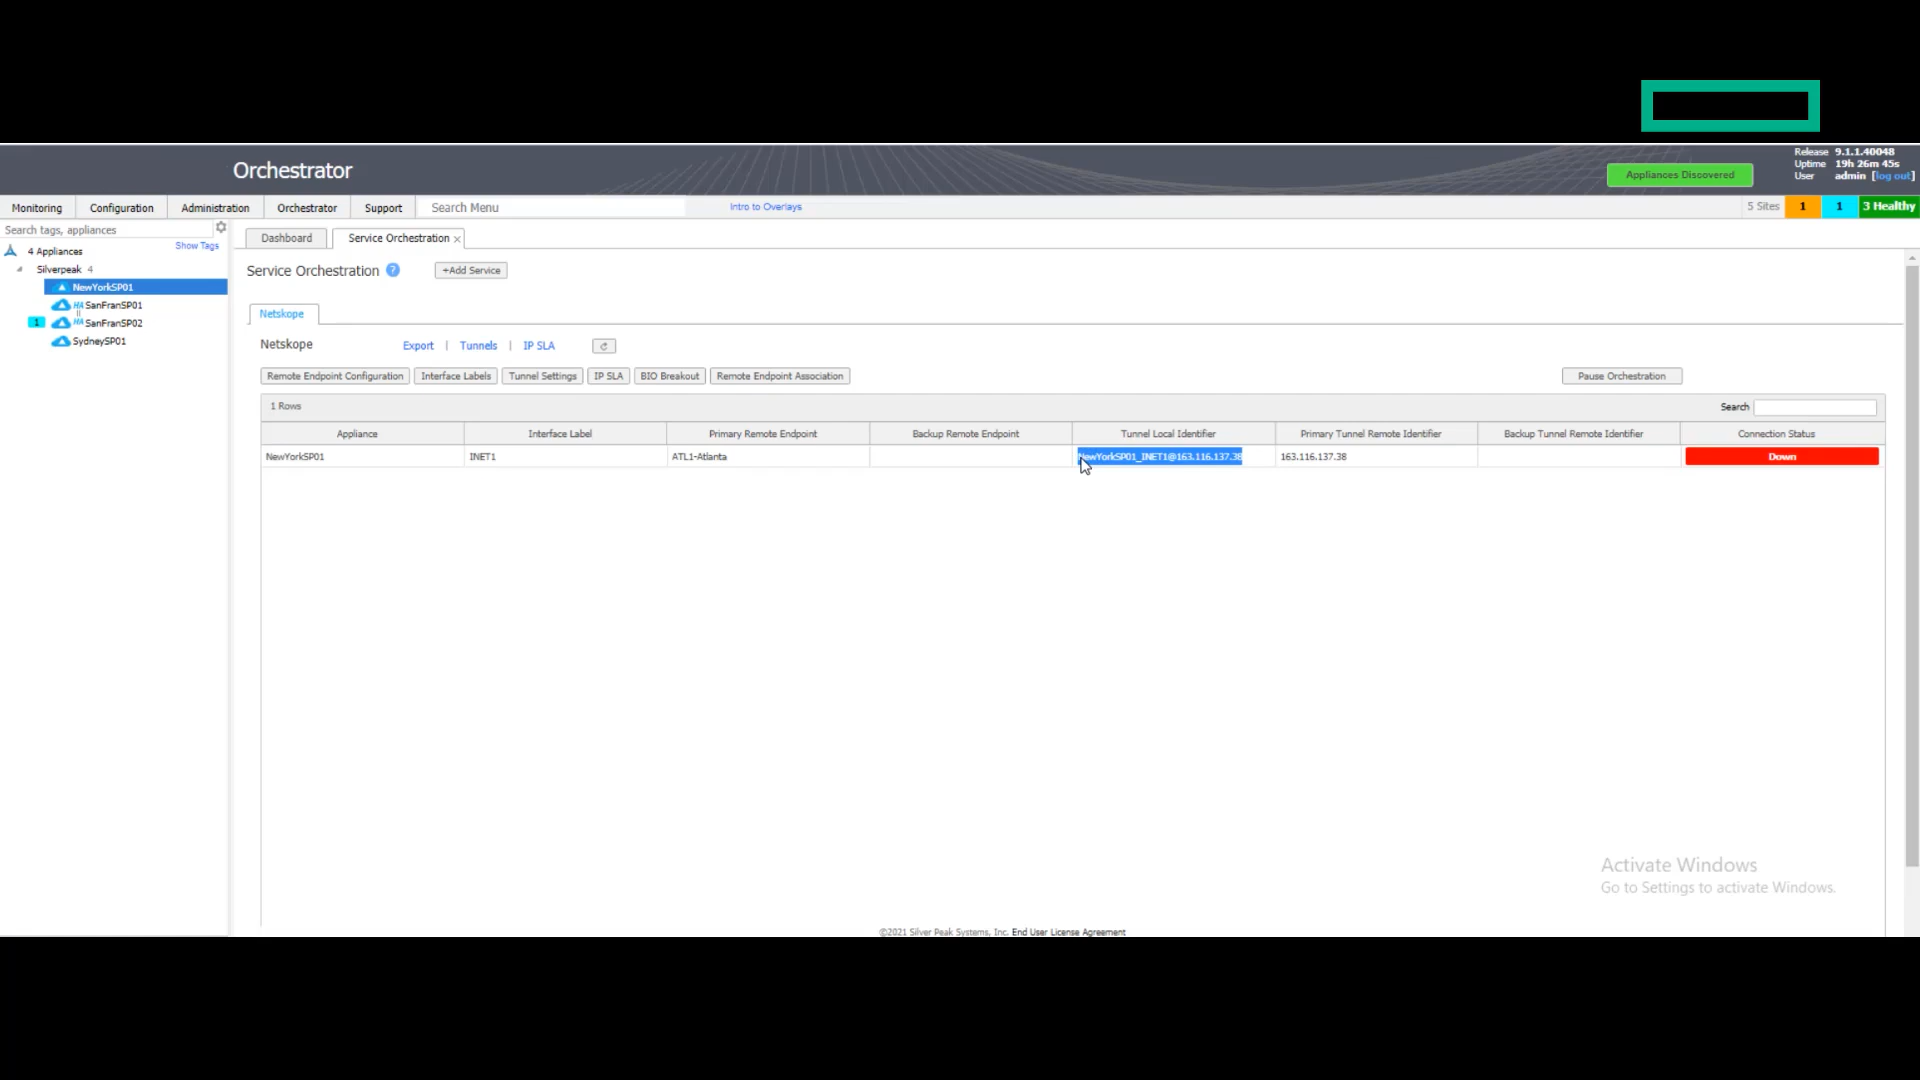 Orchestrator
Appliances Discovered
Release 9.1.1.40048
Uptime 19h 26m 45s
User admin [log out]
Monitoring Configuration Administration Orchestrator Support Search Menu Intro to Overlays 5 Sites 1 1 3 Healthy
Search tags, appliances
Show Tags
4 Appliances
Silverpeak 4
NewYorkSP01
HA SanFranSP01
1 HA SanFranSP02
SydneySP01
Dashboard Service Orchestration ×
Service Orchestration ? +Add Service
Netskope
Netskope Export | Tunnels | IP SLA
Remote Endpoint Configuration Interface Labels Tunnel Settings IP SLA BIO Breakout Remote Endpoint Association Pause Orchestration
1 Rows Search
Appliance Interface Label Primary Remote Endpoint Backup Remote Endpoint Tunnel Local Identifier Primary Tunnel Remote Identifier Backup Tunnel Remote Identifier Connection Status
NewYorkSP01 INET1 ATL1-Atlanta NewYorkSP01_INET1@163.116.137.38 163.116.137.38 Down
Activate Windows
Go to Settings to activate Windows.
©2021 Silver Peak Systems, Inc. End User License Agreement